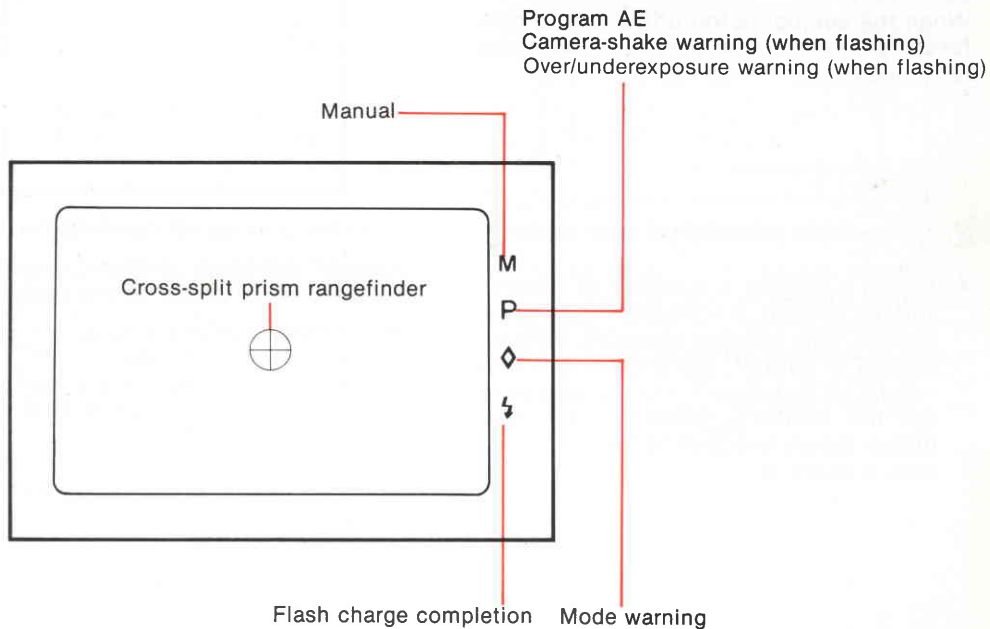 Program AE
Camera-shake warning (when flashing)
Over/underexposure warning (when flashing)
Manual
M
Cross-split prism rangefinder
P
Flash charge completion
Mode warning